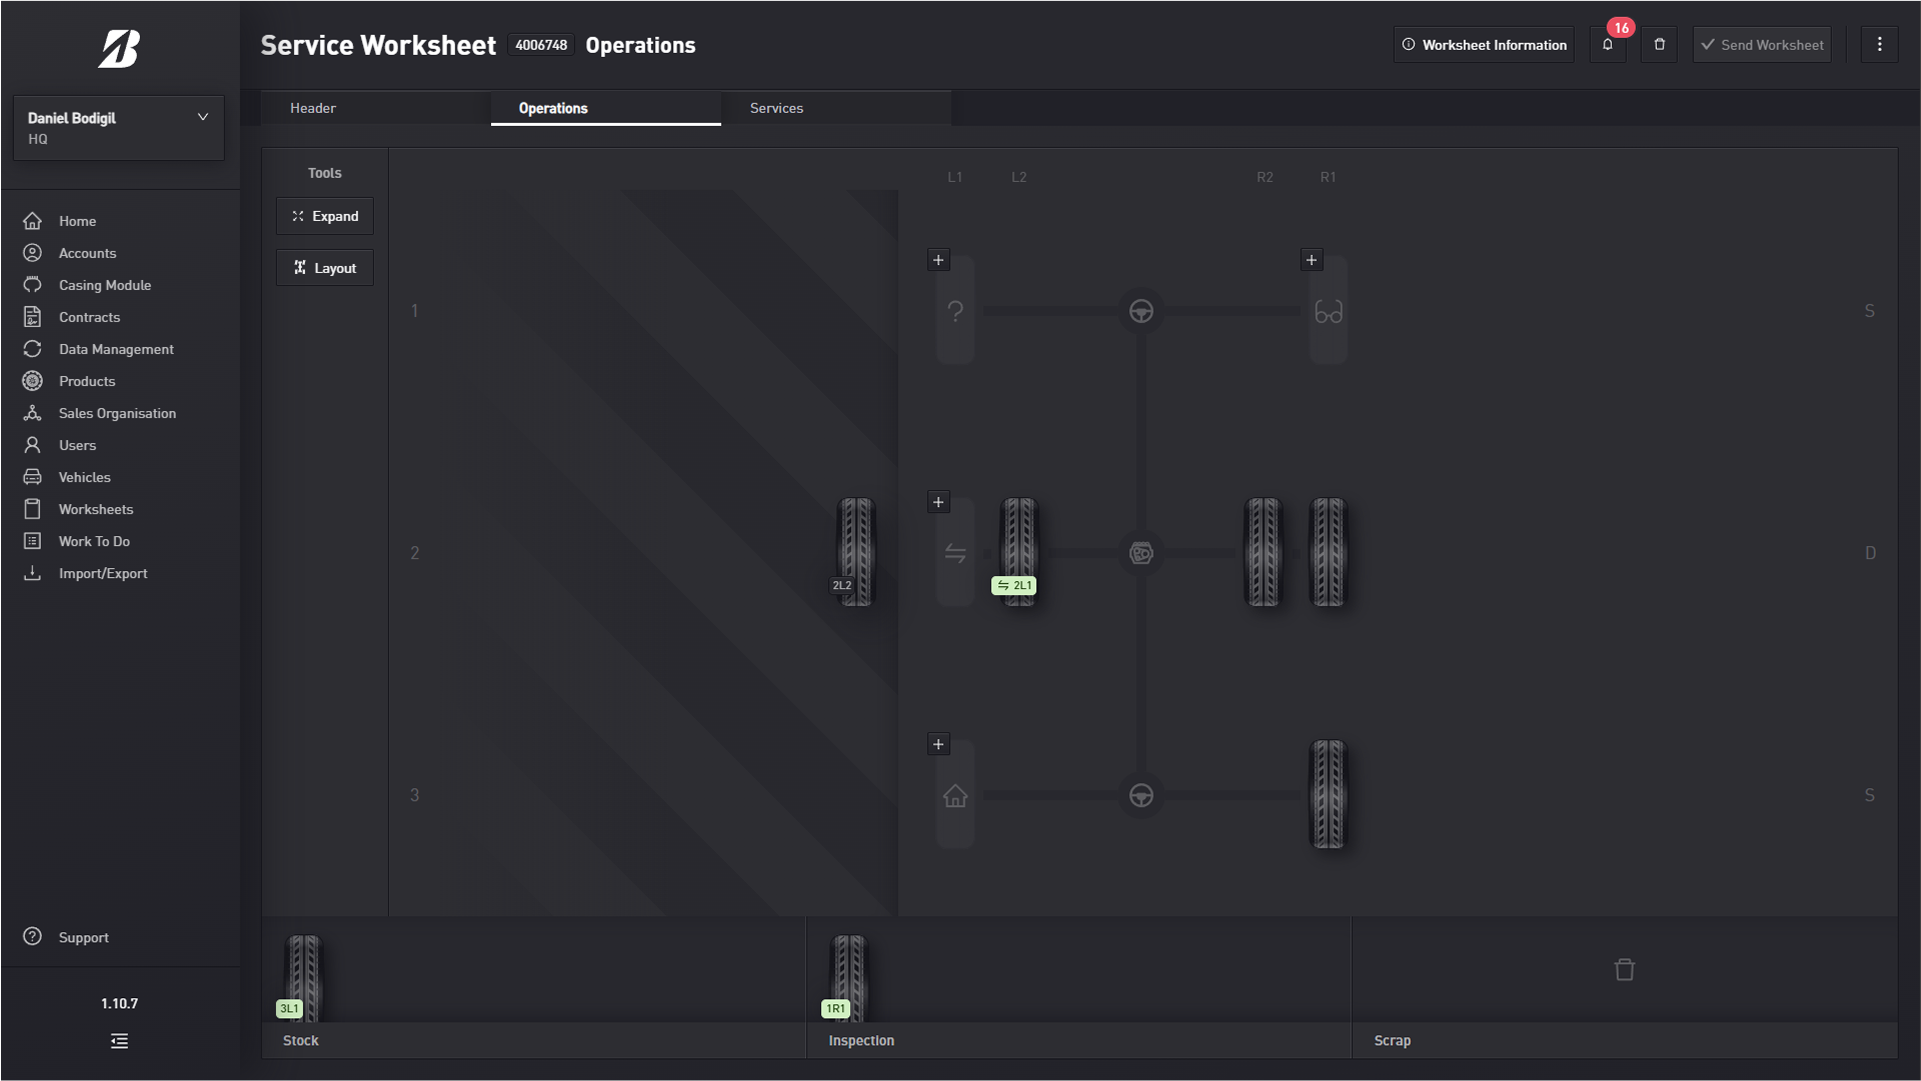 Service Worksheet 4006748 Operations
Worksheet Information
16
Send Worksheet
Daniel Bodigil
HQ
Header
Operations
Services
Home
Accounts
Casing Module
Contracts
Data Management
Products
Sales Organisation
Users
Vehicles
Worksheets
Work To Do
Import/Export
Support
1.10.7
Tools
Expand
Layout
L1 L2 R2 R1
1 S
2 D
2L2
2L1
3 S
3L1
Stock
1R1
Inspection
Scrap